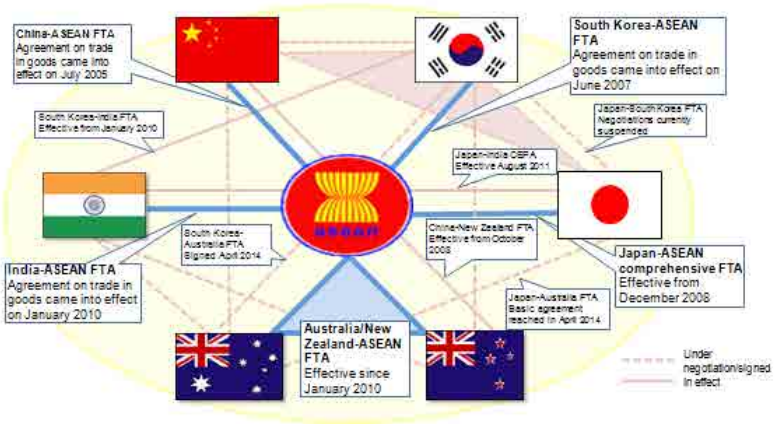 China-ASEAN FTA
Agreement on trade
in goods came into
effect on July 2005
South Korea-ASEAN
FTA
Agreement on trade in
goods came into effect on
June 2007
South Korea-India FTA
Effective from January 2010
Japan-South Korea FTA
Negotiations currently
suspended
Japan-India CEPA
Effective August 2011
South Korea-
Australia FTA
Signed April 2014
China-New Zealand FTA
Effective from October
2008
asean
India-ASEAN FTA
Agreement on trade in
goods came into effect
on January 2010
Japan-ASEAN
comprehensive FTA
Effective from
December 2008
Japan-Australia FTA
Basic agreement
reached in April 2014
Australia/New
Zealand-ASEAN
FTA
Effective since
January 2010
Under
negotiation/signed
In effect